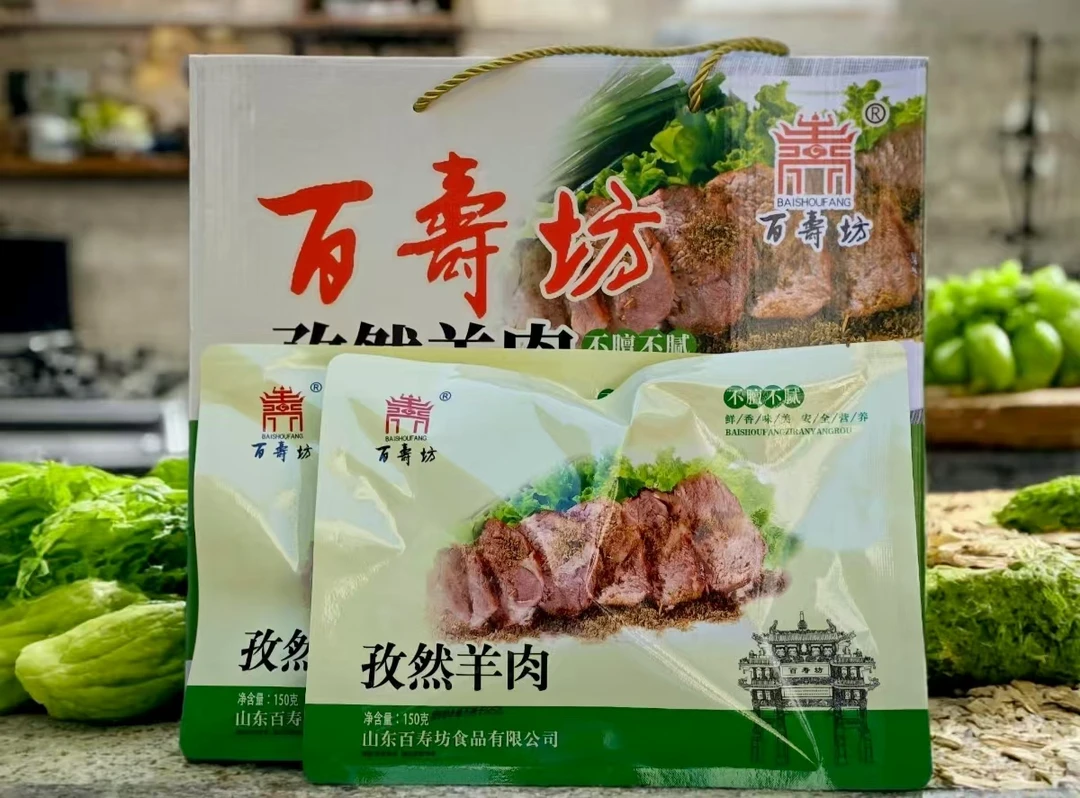 百壽坊
孜然羊肉
不膻不腻
®
BAISHOUFANG
百壽坊
®
BAISHOUFANG
百壽坊
孜然
净含量：150克
山东百寿
®
BAISHOUFANG
百壽坊
不膻不腻
鲜/香/味/美 安/全/营/养
BAISHOUFANGZIRANYANGROU
百寿坊
孜然羊肉
净含量：150克
山东百寿坊食品有限公司